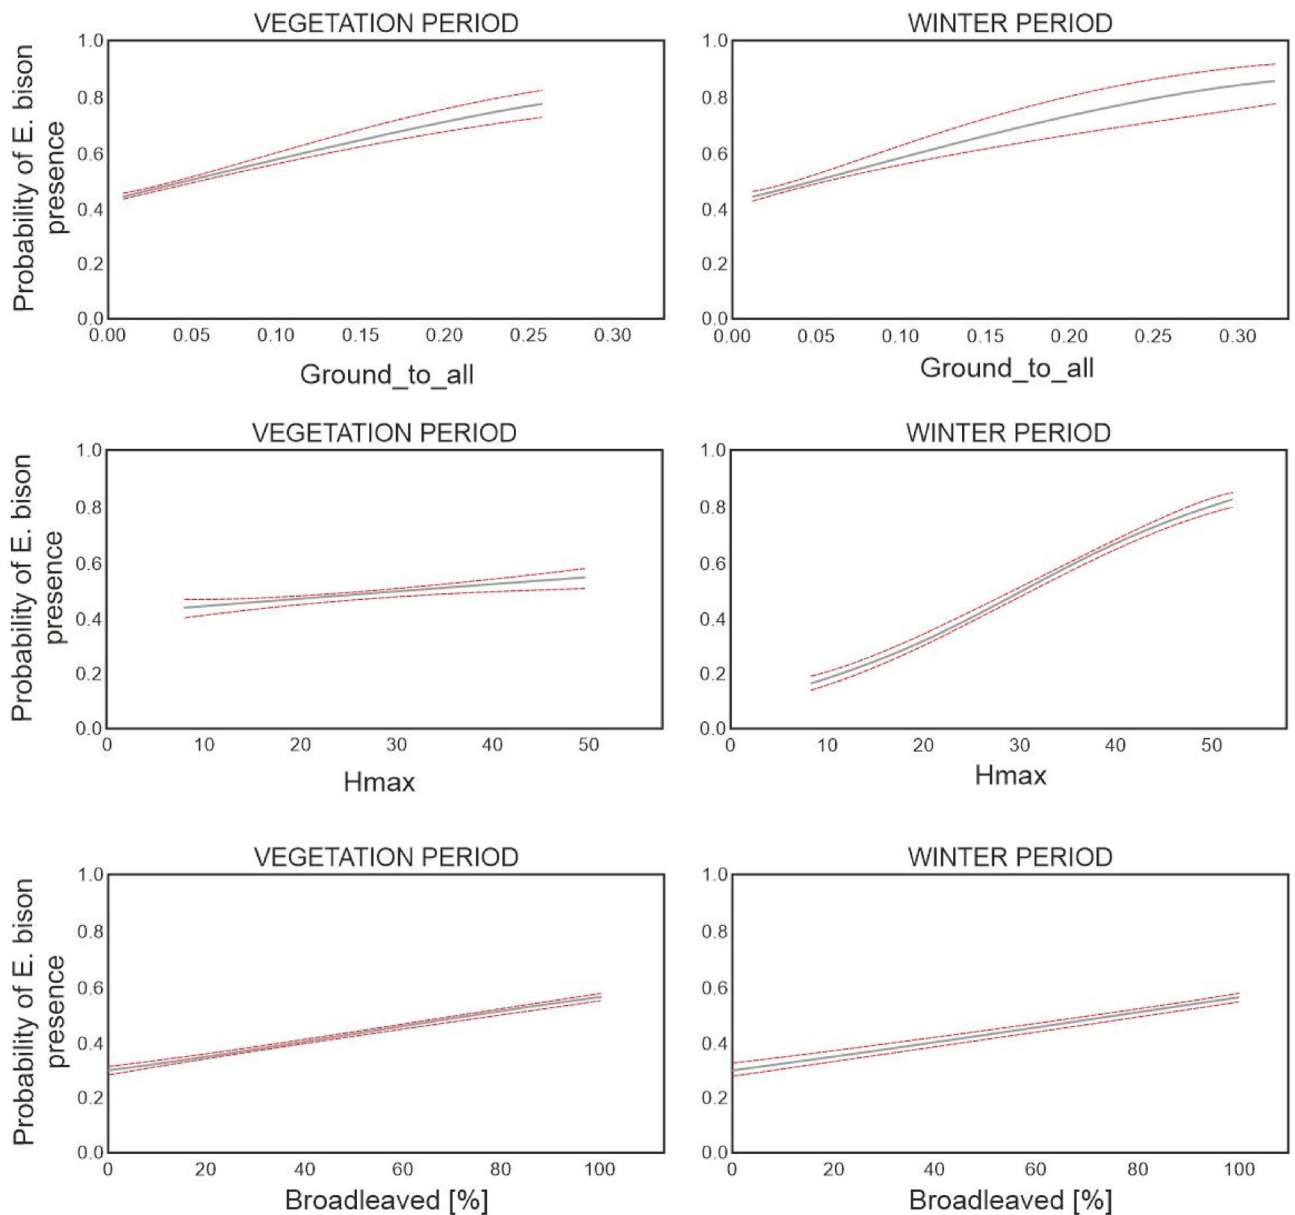 VEGETATION PERIOD
WINTER PERIOD
Probability of E. bison
presence
1.0
0.8
0.6
0.4
0.2
0.0
0.00 0.05 0.10 0.15 0.20 0.25 0.30
Ground_to_all
1.0
0.8
0.6
0.4
0.2
0.0
0.00 0.05 0.10 0.15 0.20 0.25 0.30
Ground_to_all
VEGETATION PERIOD
WINTER PERIOD
Probability of E. bison
presence
1.0
0.8
0.6
0.4
0.2
0.0
0 10 20 30 40 50
Hmax
1.0
0.8
0.6
0.4
0.2
0.0
0 10 20 30 40 50
Hmax
VEGETATION PERIOD
WINTER PERIOD
Probability of E. bison
presence
1.0
0.8
0.6
0.4
0.2
0.0
0 20 40 60 80 100
Broadleaved [%]
1.0
0.8
0.6
0.4
0.2
0.0
0 20 40 60 80 100
Broadleaved [%]